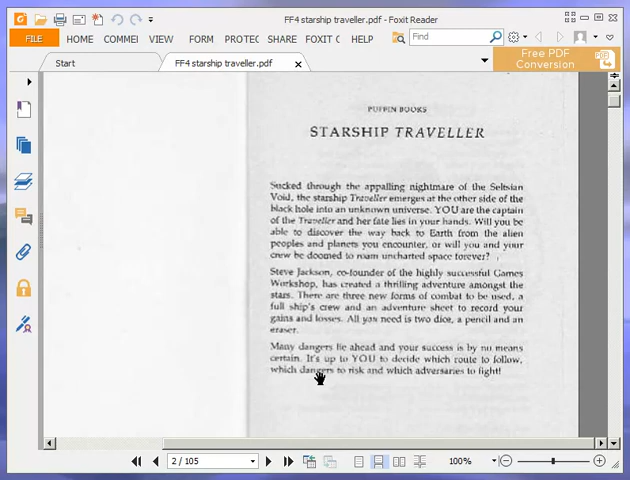 FF4 starship traveller.pdf - Foxit Reader
FILE HOME COMMEI VIEW FORM PROTEC SHARE FOXIT C Find
Start FF4 starship traveller.pdf Free PDF
Conversion
PUFFIN BOOKS
STARSHIP TRAVELLER
Sucked through the appalling nightmare of the Seltsian
Void, the starship Traveller emerges at the other side of the
black hole into an unknown universe. YOU are the captain
of the Traveller and her fate lies in your hands. Will you be
able to discover the way back to Earth from the alien
peoples and planets you encounter, or will you and your
crew be doomed to roam uncharted space forever?
Steve Jackson, co-founder of the highly successful Games
Workshop, has created a thrilling adventure amongst the
stars. There are three new forms of combat to be used, a
full ship's crew and an adventure sheet to record your
gains and losses. All you need is two dice, a pencil and an
eraser.
Many dangers lie ahead and your success is by no means
certain. It's up to YOU to decide which route to follow,
which dangers to risk and which adversaries to fight!
2 / 105 100%